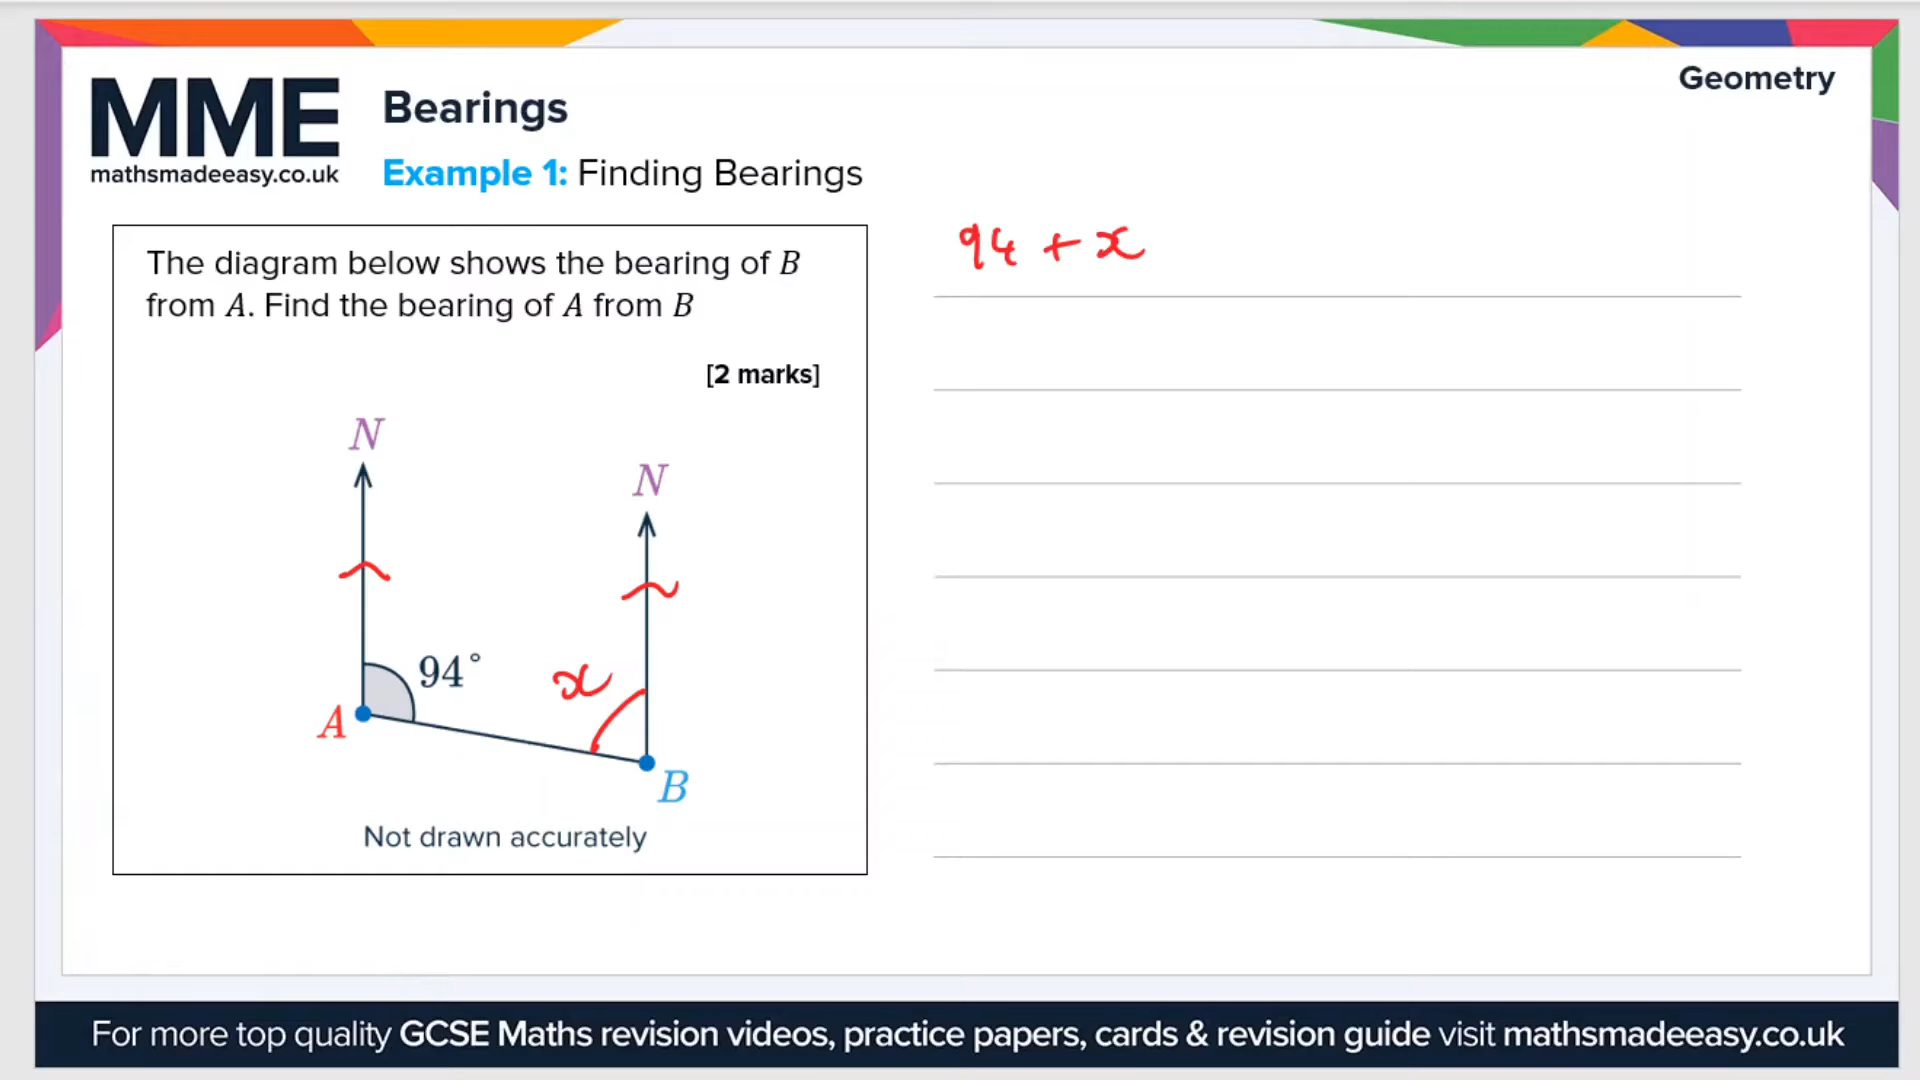 Geometry
MME
mathsmadeeasy.co.uk
Bearings
Example 1: Finding Bearings
The diagram below shows the bearing of B
from A. Find the bearing of A from B
[2 marks]
N
N
94°
x
A
B
Not drawn accurately
94 + x
For more top quality GCSE Maths revision videos, practice papers, cards & revision guide visit mathsmadeeasy.co.uk